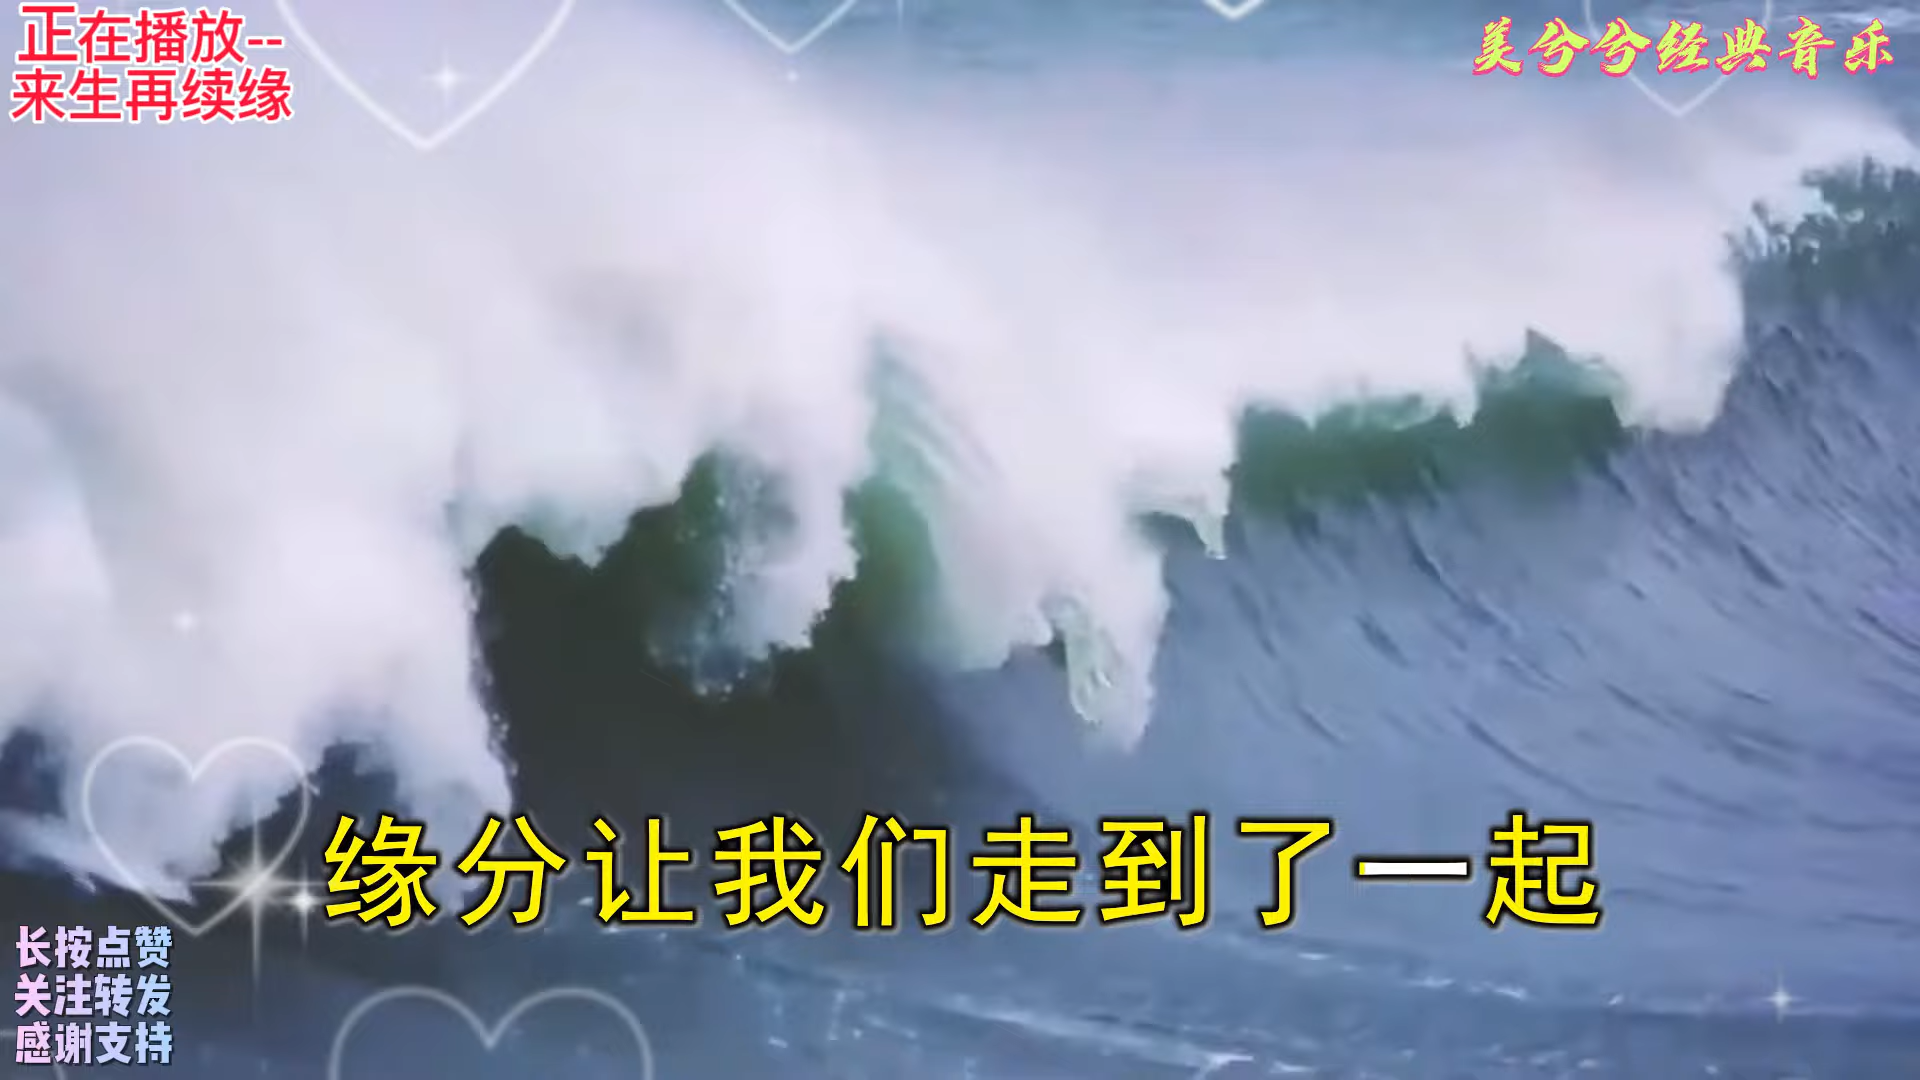 正在播放--
来生再续缘
美兮兮经典音乐
缘分让我们走到了一起
长按点赞
关注转发
感谢支持